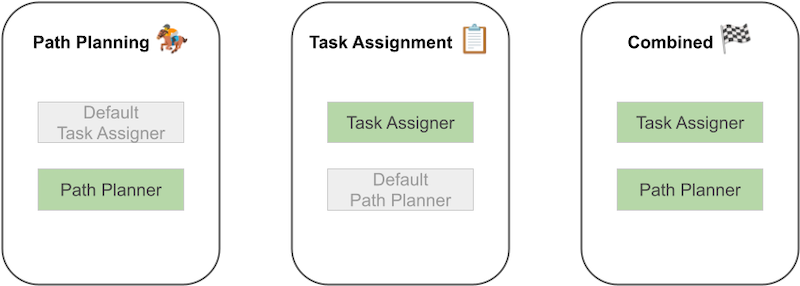 Path Planning
Default
Task Assigner
Path Planner
Task Assignment
Task Assigner
Default
Path Planner
Combined
Task Assigner
Path Planner